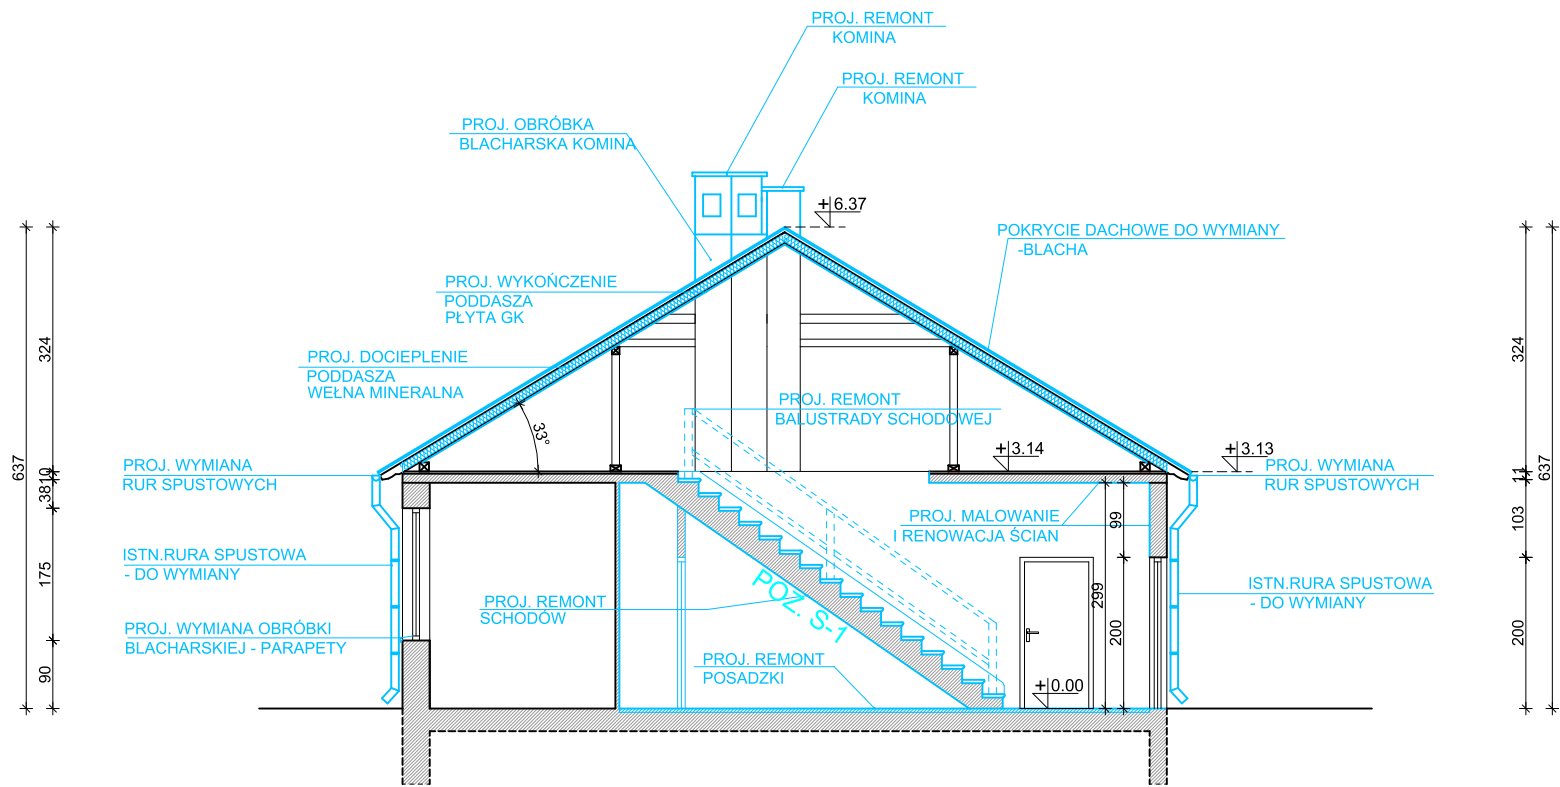 PROJ. REMONT
KOMINA
PROJ. REMONT
KOMINA
PROJ. OBRÓBKA
BLACHARSKA KOMINA
+6.37
POKRYCIE DACHOWE DO WYMIANY
-BLACHA
PROJ. WYKOŃCZENIE
PODDASZA
PŁYTA GK
PROJ. DOCIEPLENIE
PODDASZA
WEŁNA MINERALNA
33°
PROJ. REMONT
BALUSTRADY SCHODOWEJ
+3.14
+3.13
PROJ. WYMIANA
RUR SPUSTOWYCH
PROJ. WYMIANA
RUR SPUSTOWYCH
PROJ. MALOWANIE
I RENOWACJA ŚCIAN
ISTN.RURA SPUSTOWA
- DO WYMIANY
ISTN.RURA SPUSTOWA
- DO WYMIANY
PROJ. REMONT
SCHODÓW
POZ. S-1
PROJ. WYMIANA OBRÓBKI
BLACHARSKIEJ - PARAPETY
PROJ. REMONT
POSADZKI
+0.00
637
324
10
38
175
90
299
99
200
324
11
103
200
637